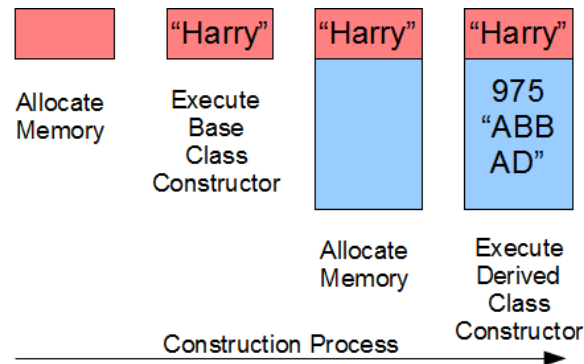 "Harry"
"Harry"
"Harry"
975
"ABB
AD"
Allocate
Memory
Execute
Base
Class
Constructor
Allocate
Memory
Execute
Derived
Class
Constructor
Construction Process